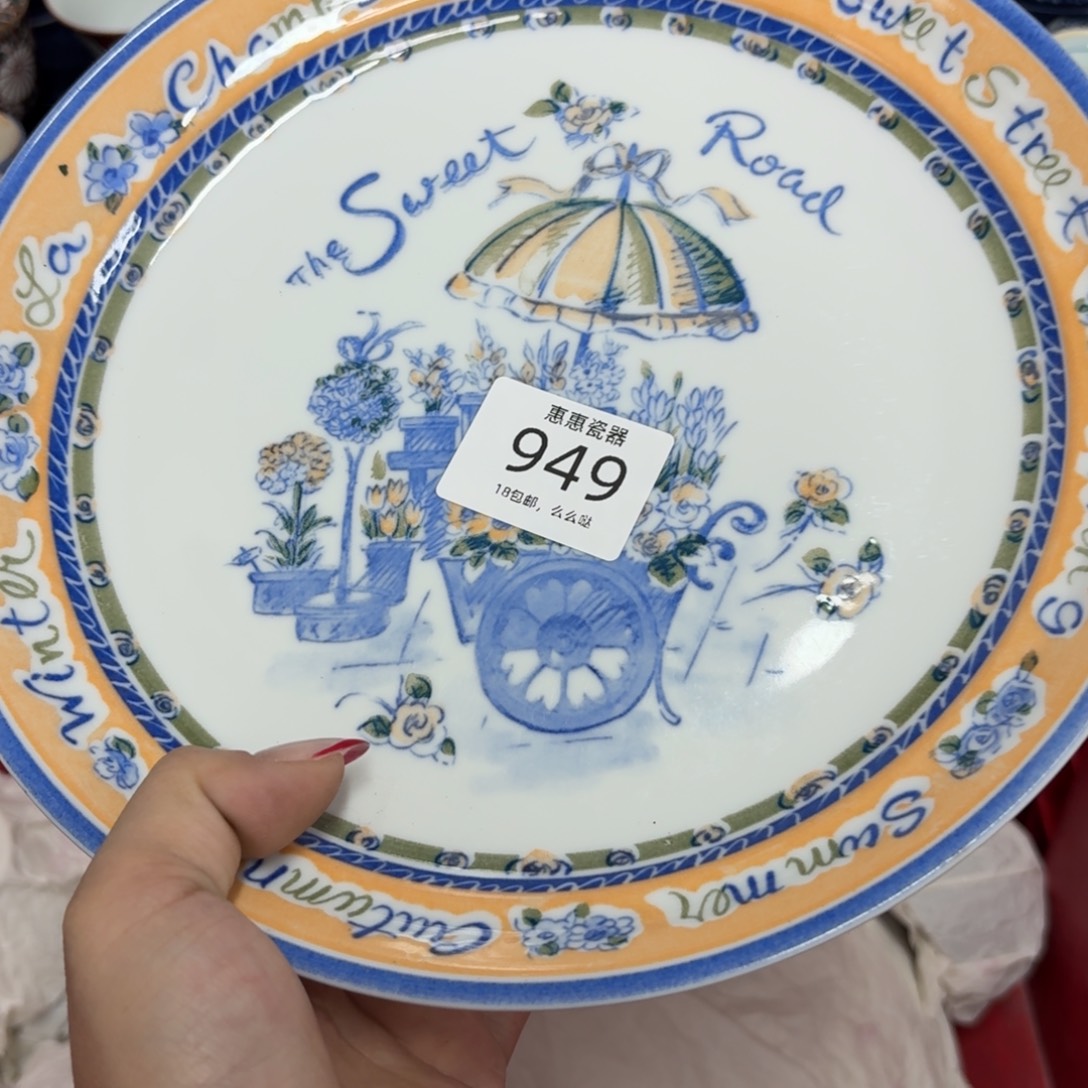 The Sweet Road
惠惠瓷器
949
18包邮，么么哒
Sweet Street
Summer
Autumn
Winter
La